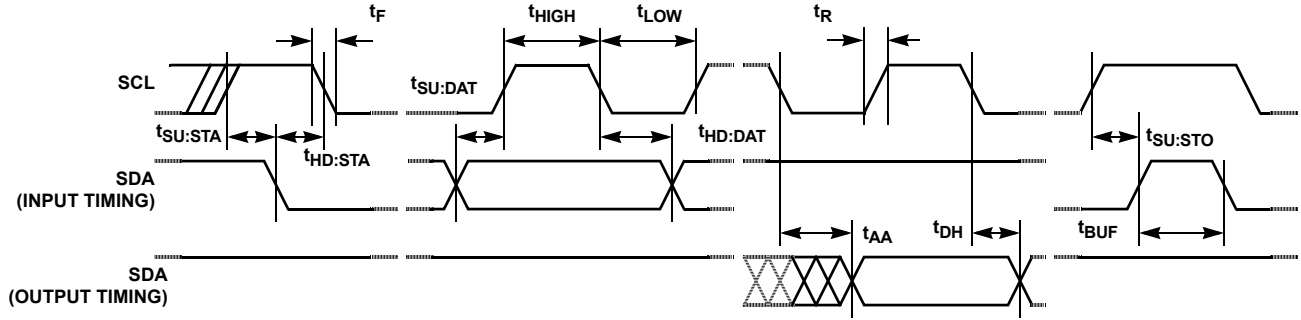 tF
tHIGH
tLOW
tR
SCL
tSU:DAT
tSU:STA
tHD:STA
tHD:DAT
tSU:STO
SDA
(INPUT TIMING)
tAA
tDH
tBUF
SDA
(OUTPUT TIMING)